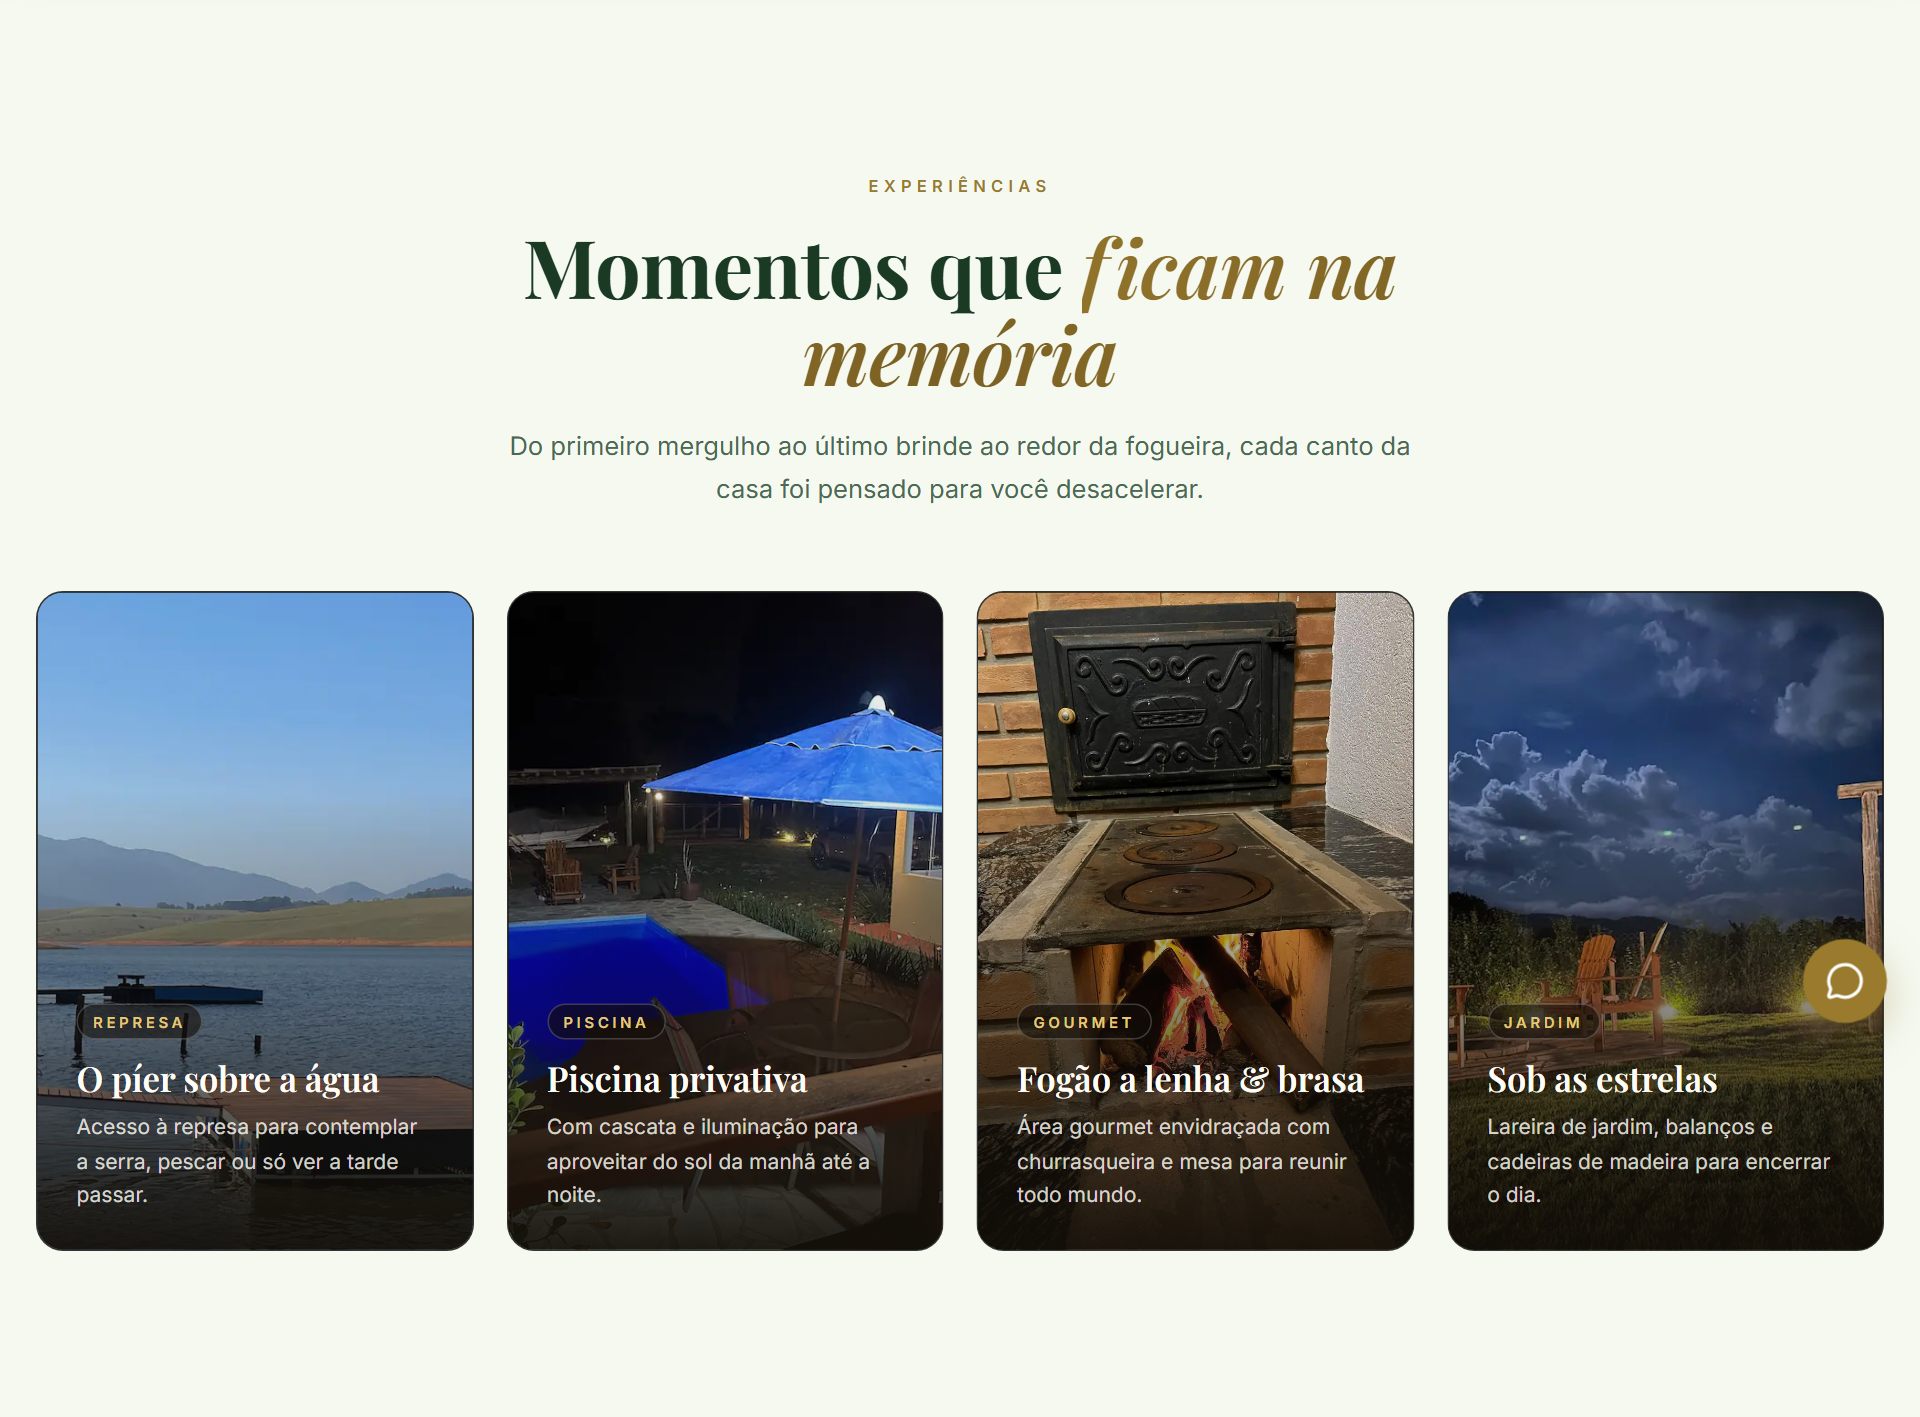 EXPERIÊNCIAS
Momentos que ficam na
memória
Do primeiro mergulho ao último brinde ao redor da fogueira, cada canto da
casa foi pensado para você desacelerar.
REPRESA
O píer sobre a água
Acesso à represa para contemplar
a serra, pescar ou só ver a tarde
passar.
PISCINA
Piscina privativa
Com cascata e iluminação para
aproveitar do sol da manhã até a
noite.
GOURMET
Fogão a lenha & brasa
Área gourmet envidraçada com
churrasqueira e mesa para reunir
todo mundo.
JARDIM
Sob as estrelas
Lareira de jardim, balanços e
cadeiras de madeira para encerrar
o dia.